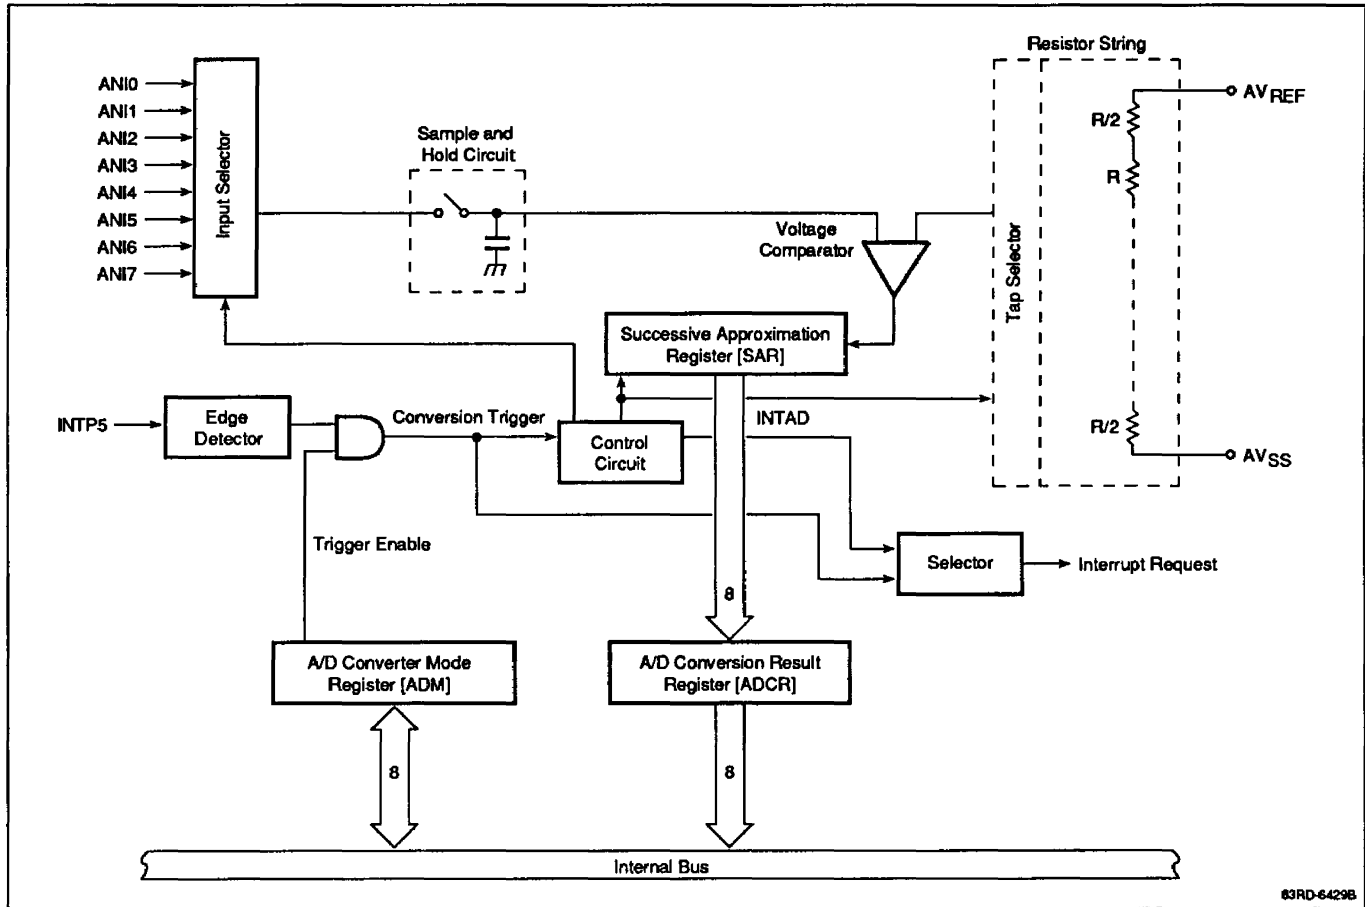 Resistor String
ANI0
ANI1
ANI2
ANI3
ANI4
ANI5
ANI6
ANI7
Input Selector
Sample and
Hold Circuit
Voltage
Comparator
Tap Selector
R/2
R
R/2
AVREF
AVSS
Successive Approximation
Register [SAR]
INTP5
Edge
Detector
Conversion Trigger
Control
Circuit
INTAD
Trigger Enable
Selector
Interrupt Request
8
A/D Converter Mode
Register [ADM]
A/D Conversion Result
Register [ADCR]
8
8
Internal Bus
83RD-6429B